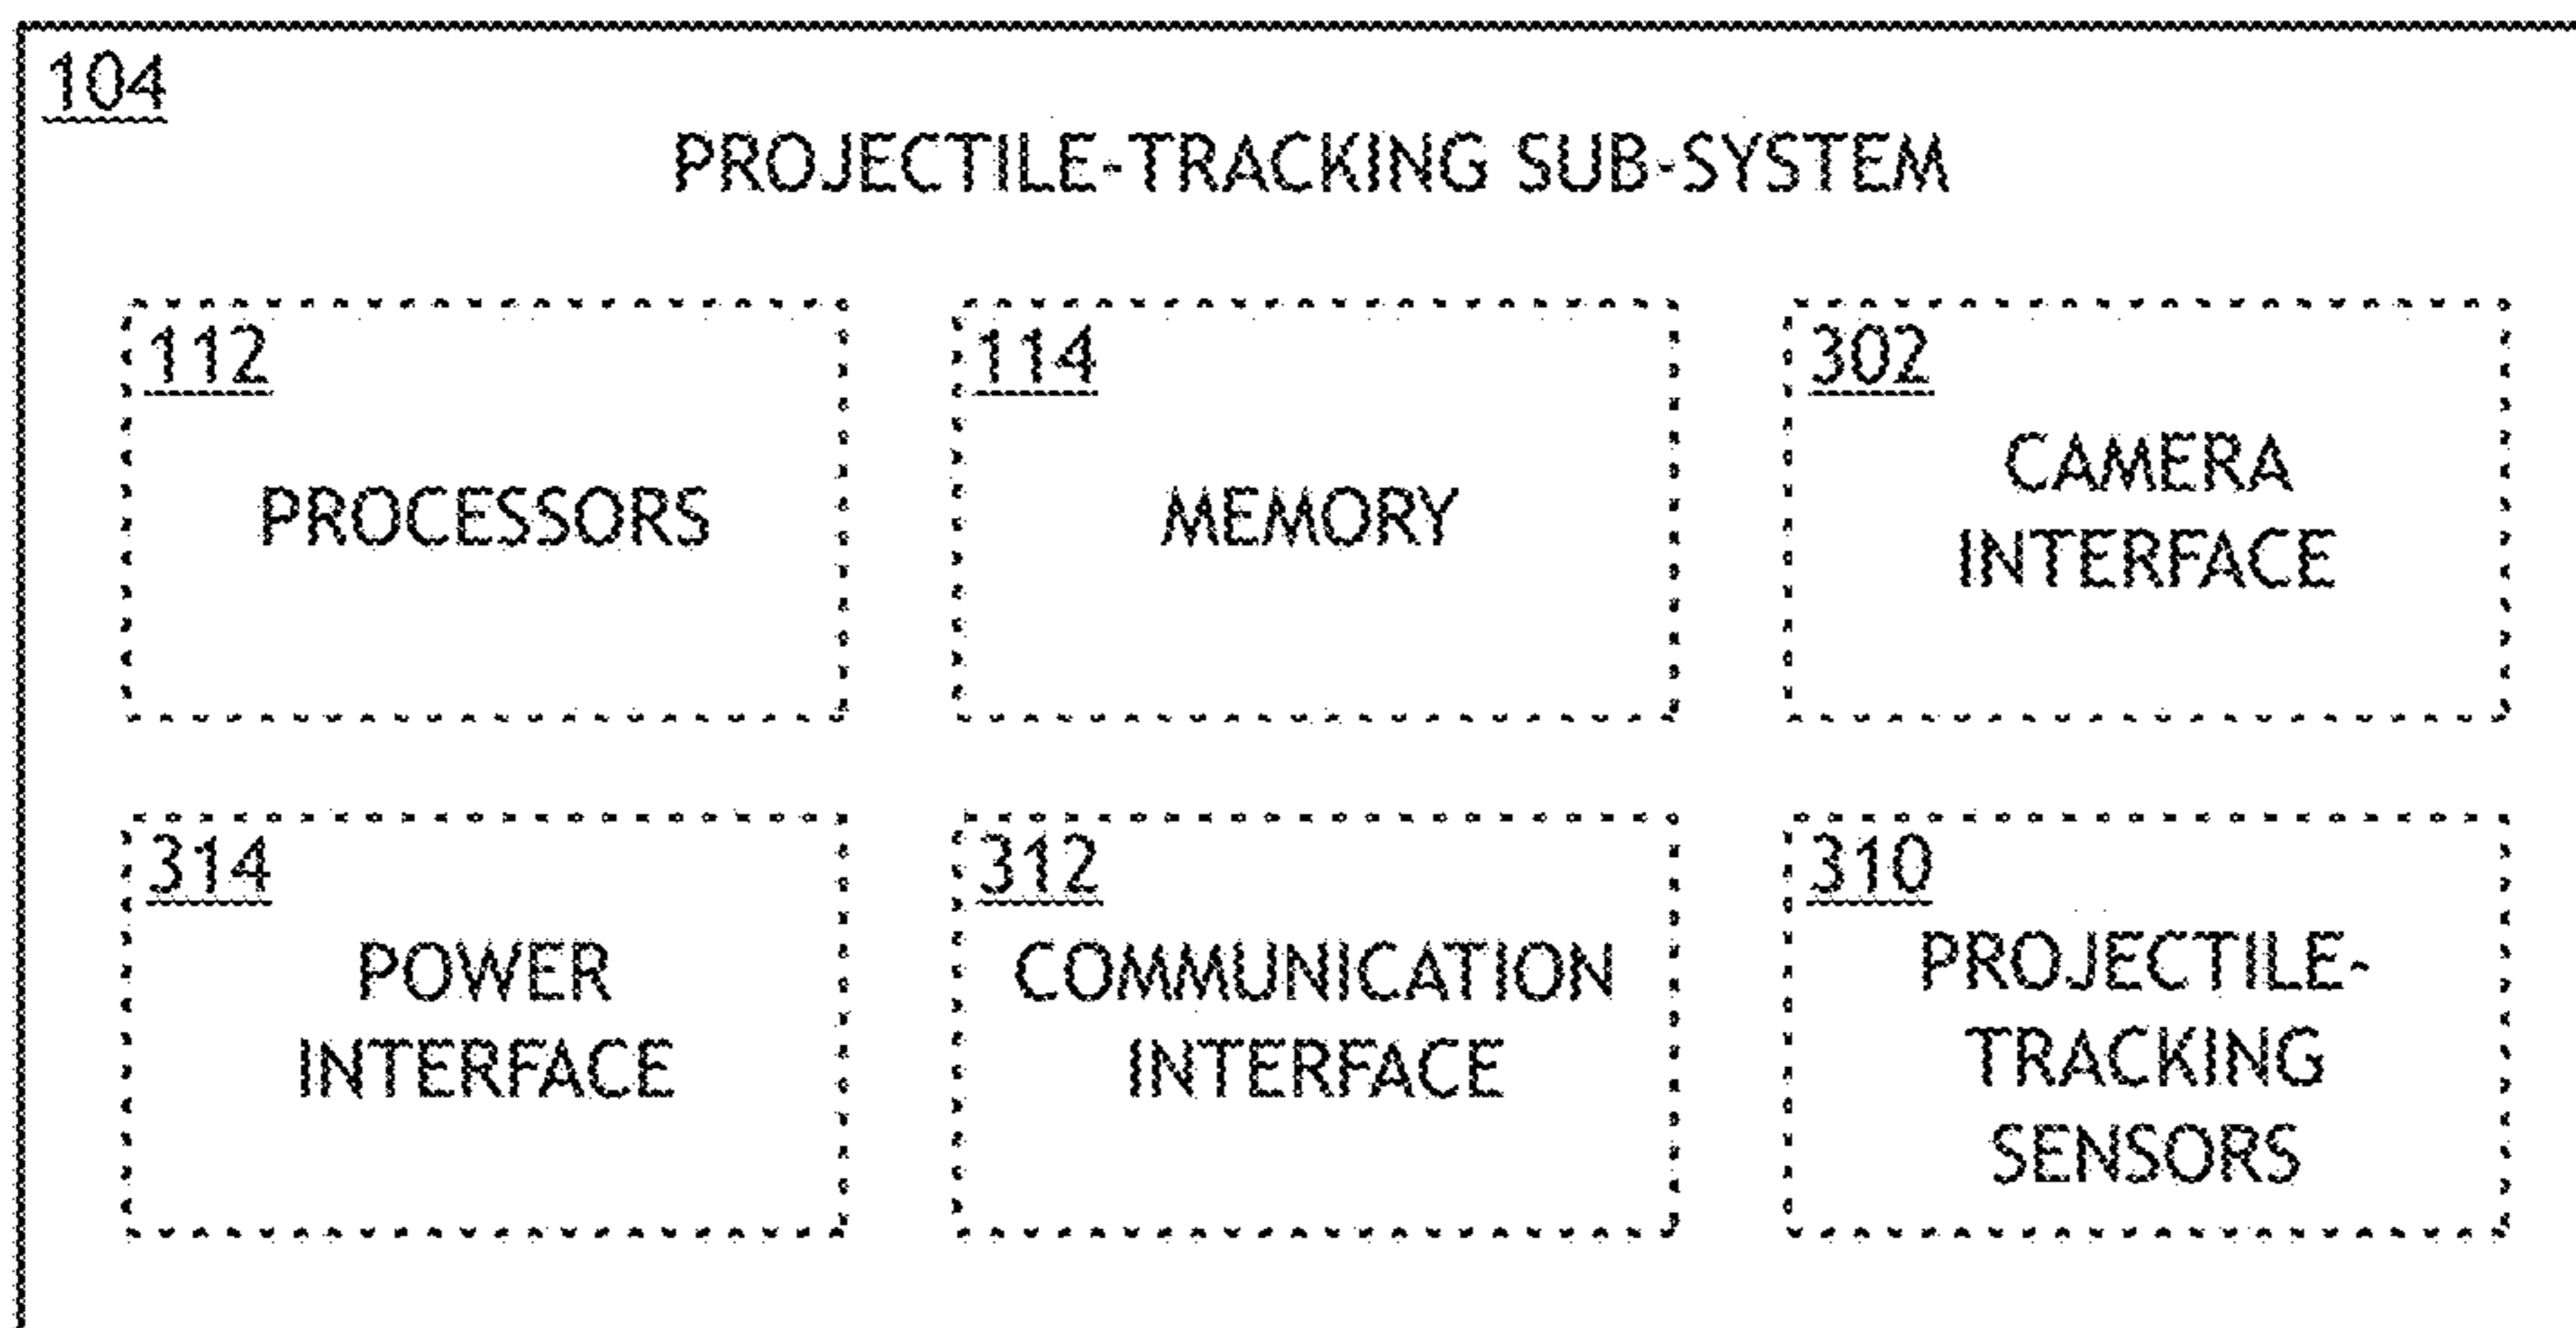 104
PROJECTILE-TRACKING SUB-SYSTEM
112
PROCESSORS
114
MEMORY
302
CAMERA
INTERFACE
314
POWER
INTERFACE
312
COMMUNICATION
INTERFACE
310
PROJECTILE-
TRACKING
SENSORS